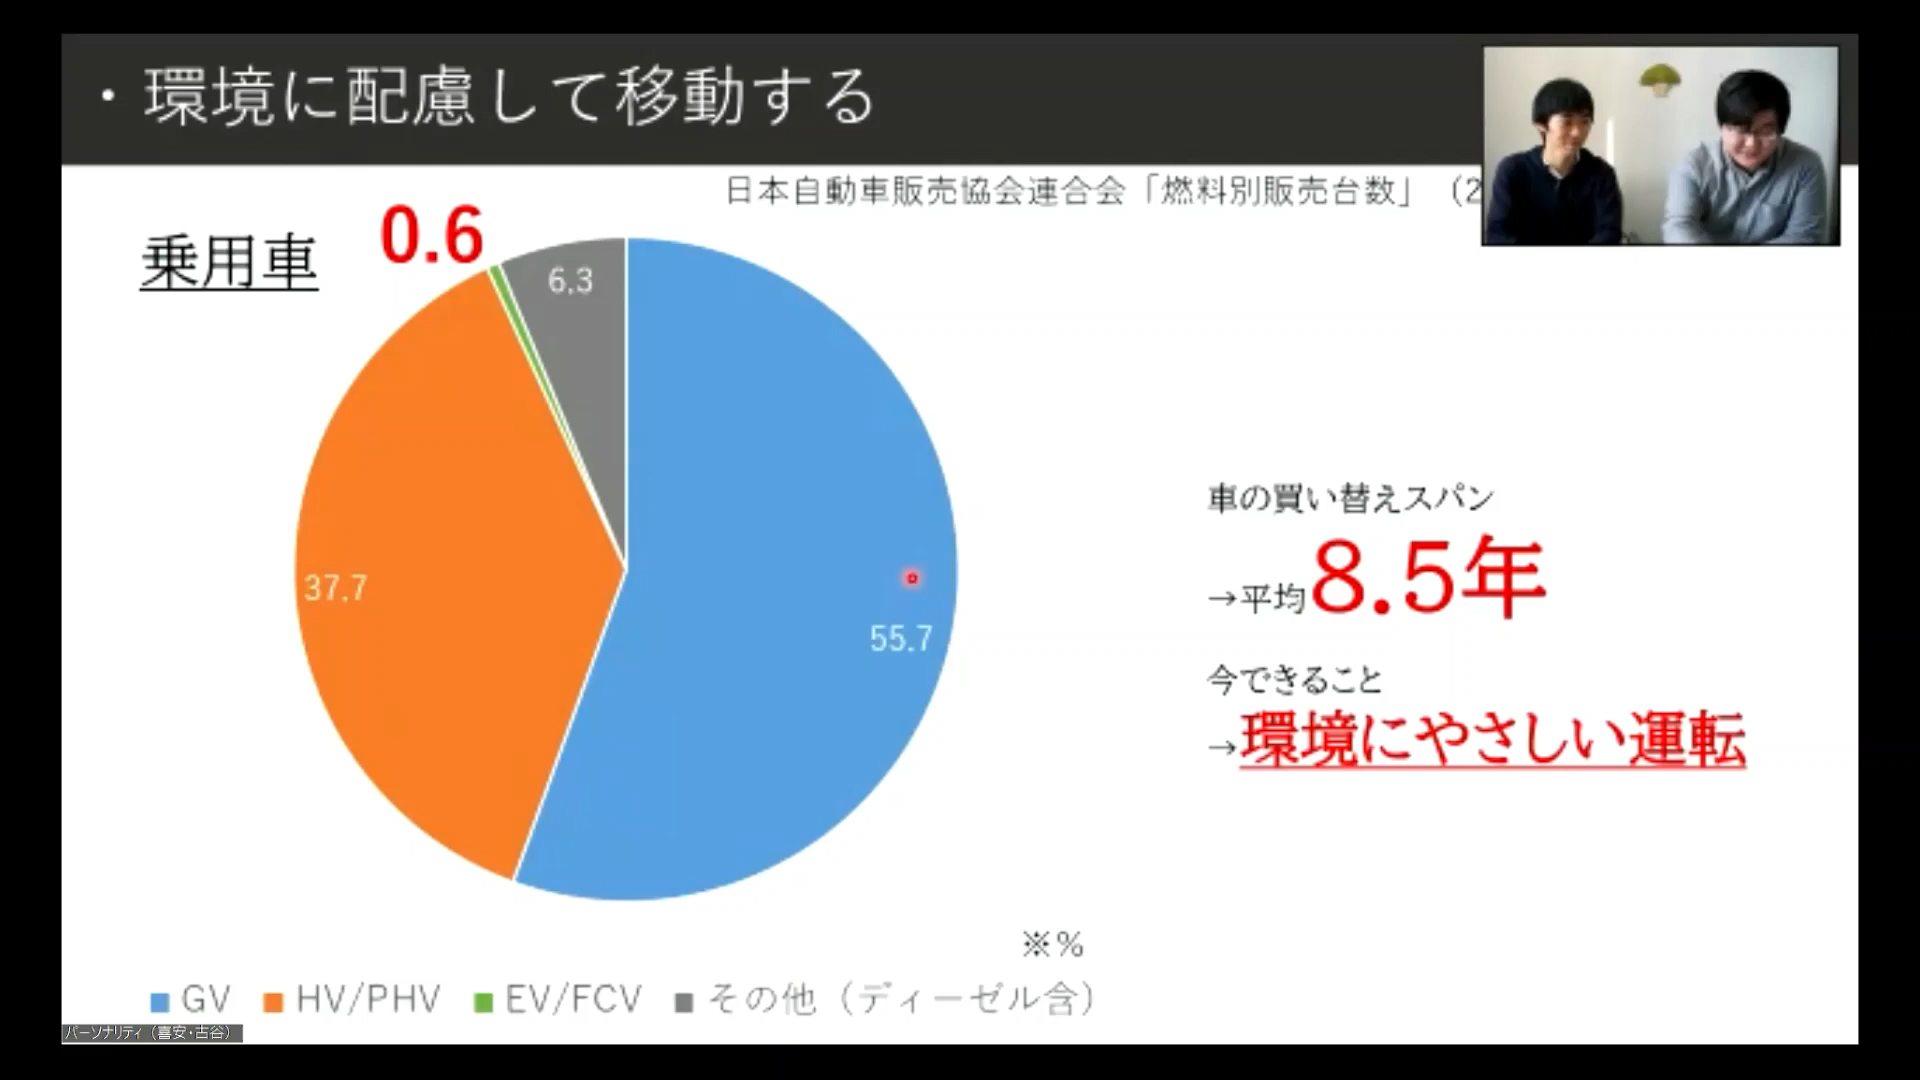 ・環境に配慮して移動する
日本自動車販売協会連合会「燃料別販売台数」（2
乗用車
0.6
6.3
37.7
55.7
車の買い替えスパン
→平均8.5年
今できること
→環境にやさしい運転
※%
GV HV/PHV EV/FCV その他（ディーゼル含）
パーソナリティ（喜安・古谷）